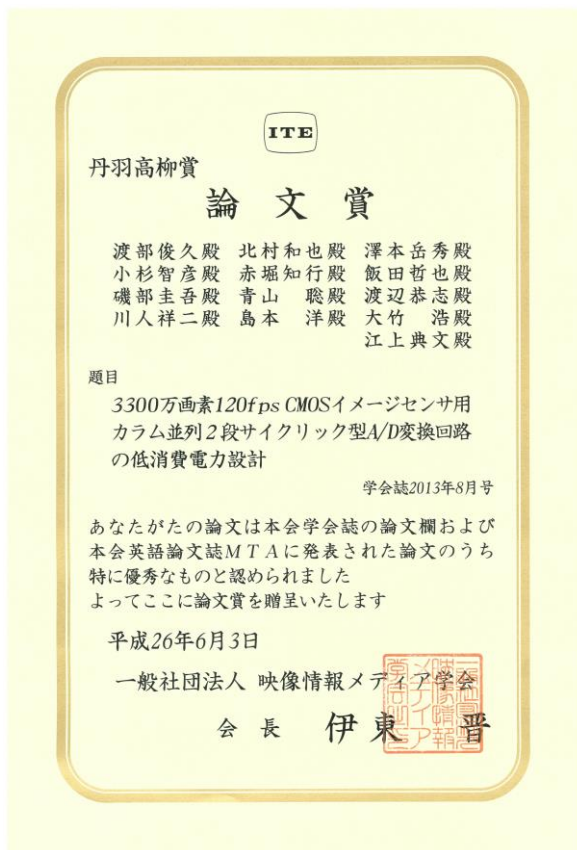 ITE
丹羽高柳賞
論文賞
渡部俊久殿 北村和也殿 澤本岳秀殿
小杉智彦殿 赤堀知行殿 飯田哲也殿
磯部圭吾殿 青山 聡殿 渡辺恭志殿
川人祥二殿 島本 洋殿 大竹 浩殿
江上典文殿
題目
3300万画素120fps CMOSイメージセンサ用
カラム並列2段サイクリック型A/D変換回路
の低消費電力設計
学会誌2013年8月号
あなたがたの論文は本会学会誌の論文欄および
本会英語論文誌MTAに発表された論文のうち
特に優秀なものと認められました
よってここに論文賞を贈呈いたします
平成26年6月3日
一般社団法人 映像情報メディア学会
会長 伊東 晋